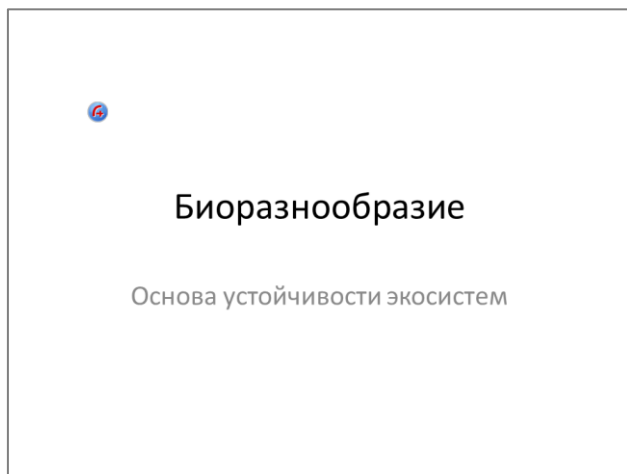 Биоразнообразие
Основа устойчивости экосистем